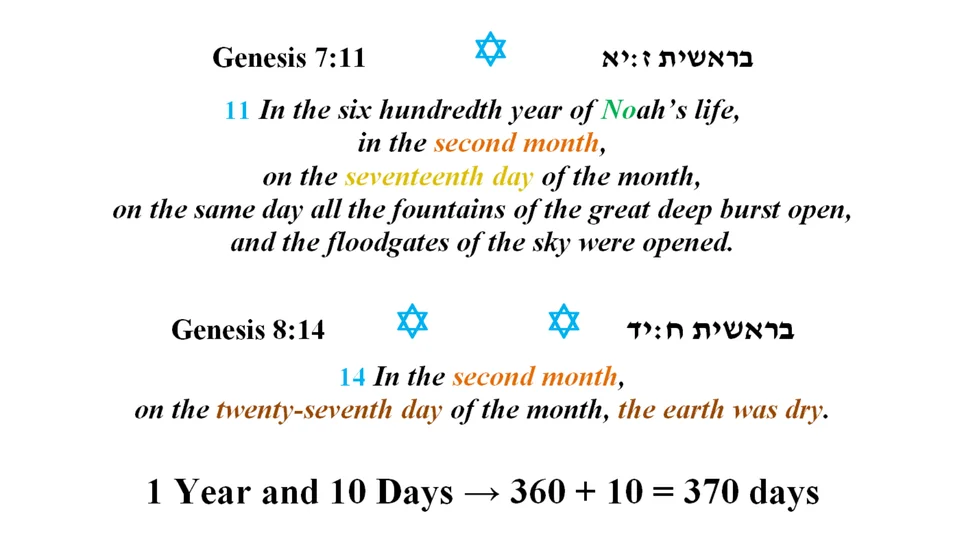 Genesis 7:11 ✡ בראשית ז:יא
11 In the six hundredth year of Noah's life,
in the second month,
on the seventeenth day of the month,
on the same day all the fountains of the great deep burst open,
and the floodgates of the sky were opened.
Genesis 8:14 ✡ ✡ בראשית ח:יד
14 In the second month,
on the twenty-seventh day of the month, the earth was dry.
1 Year and 10 Days → 360 + 10 = 370 days